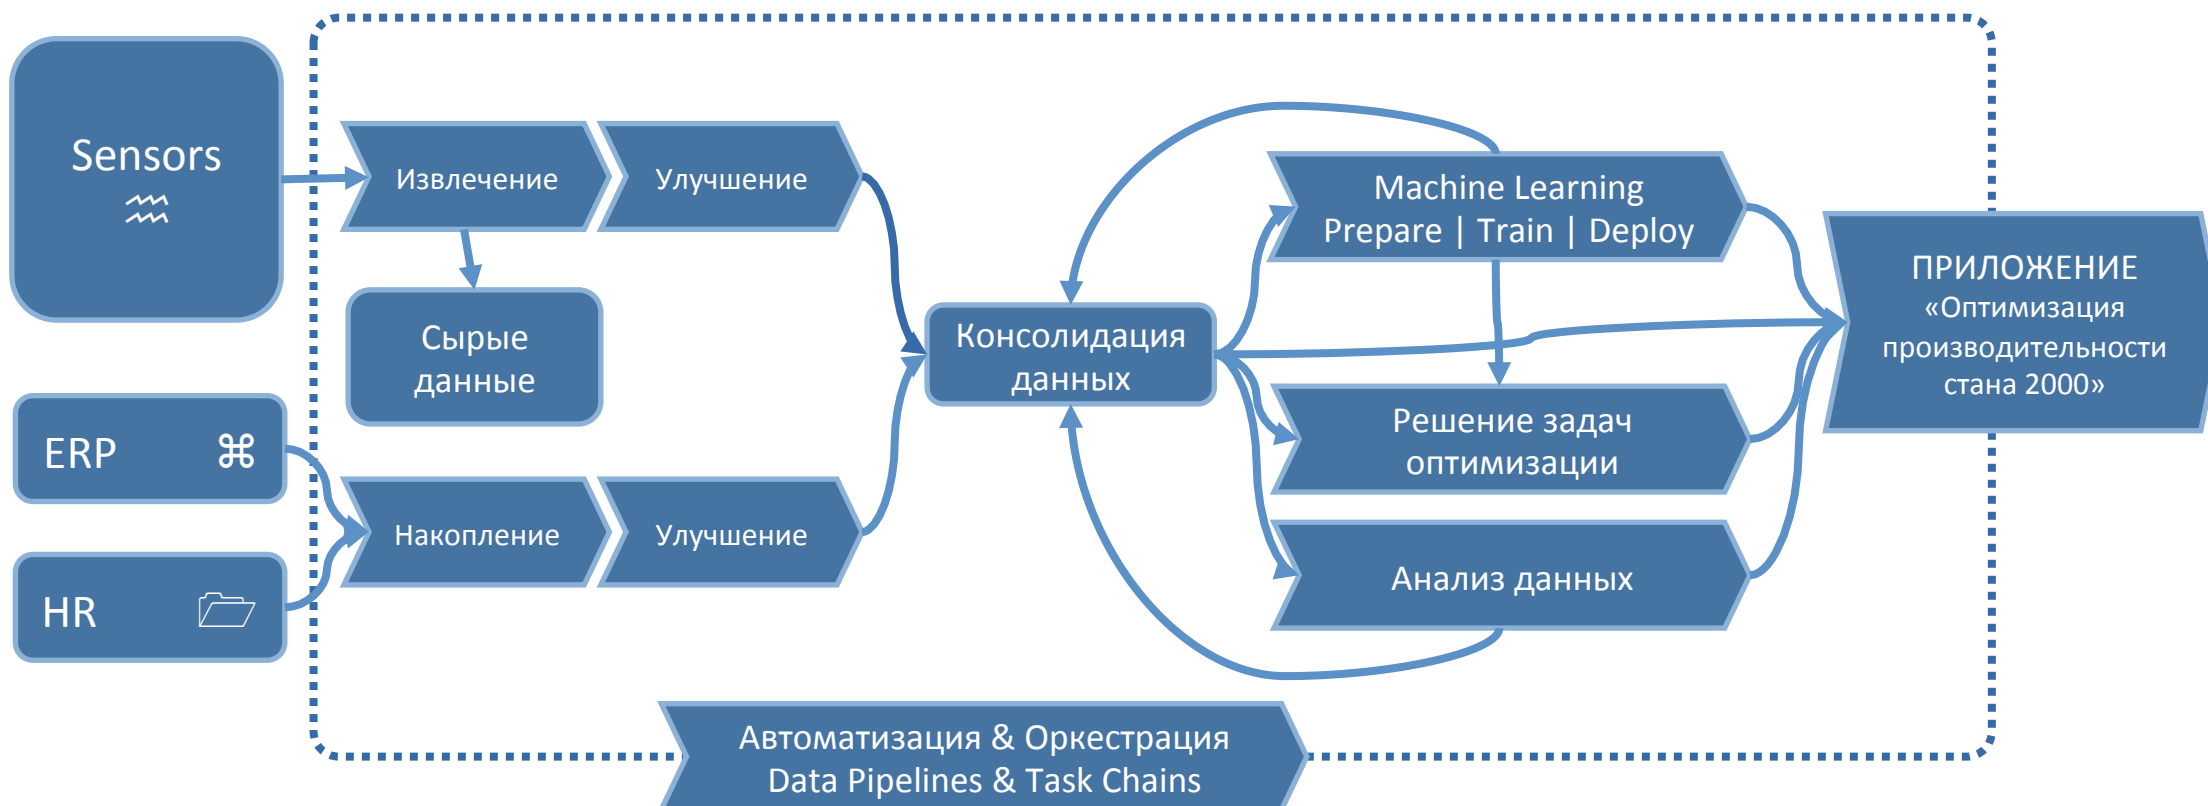 Sensors
Извлечение
Улучшение
Сырые
данные
ERP ⌘
HR
Накопление
Улучшение
Консолидация
данных
Machine Learning
Prepare | Train | Deploy
Решение задач
оптимизации
Анализ данных
ПРИЛОЖЕНИЕ
«Оптимизация
производительности
стана 2000»
Автоматизация & Оркестрация
Data Pipelines & Task Chains